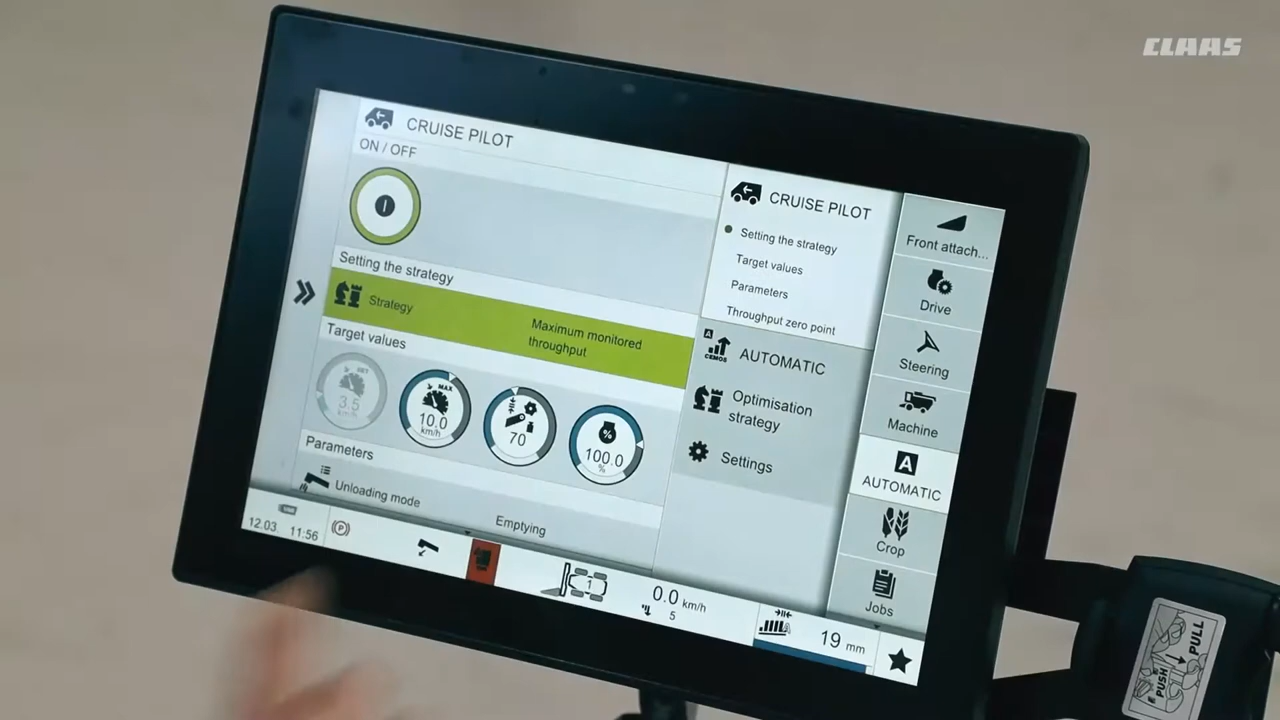 CLAAS
CRUISE PILOT
ON / OFF
Setting the strategy
Strategy
Maximum monitored
throughput
Target values
SET
3.5
km/h
MAX
10.0
km/h
70
100.0
%
Parameters
Unloading mode
Emptying
CRUISE PILOT
Setting the strategy
Target values
Parameters
Throughput zero point
A
CEMOS
AUTOMATIC
Optimisation
strategy
Settings
Front attach...
Drive
Steering
Machine
A
AUTOMATIC
Crop
Jobs
12.03.
11:56
P
1
0.0 km/h
5
19 mm
PUSH
PULL